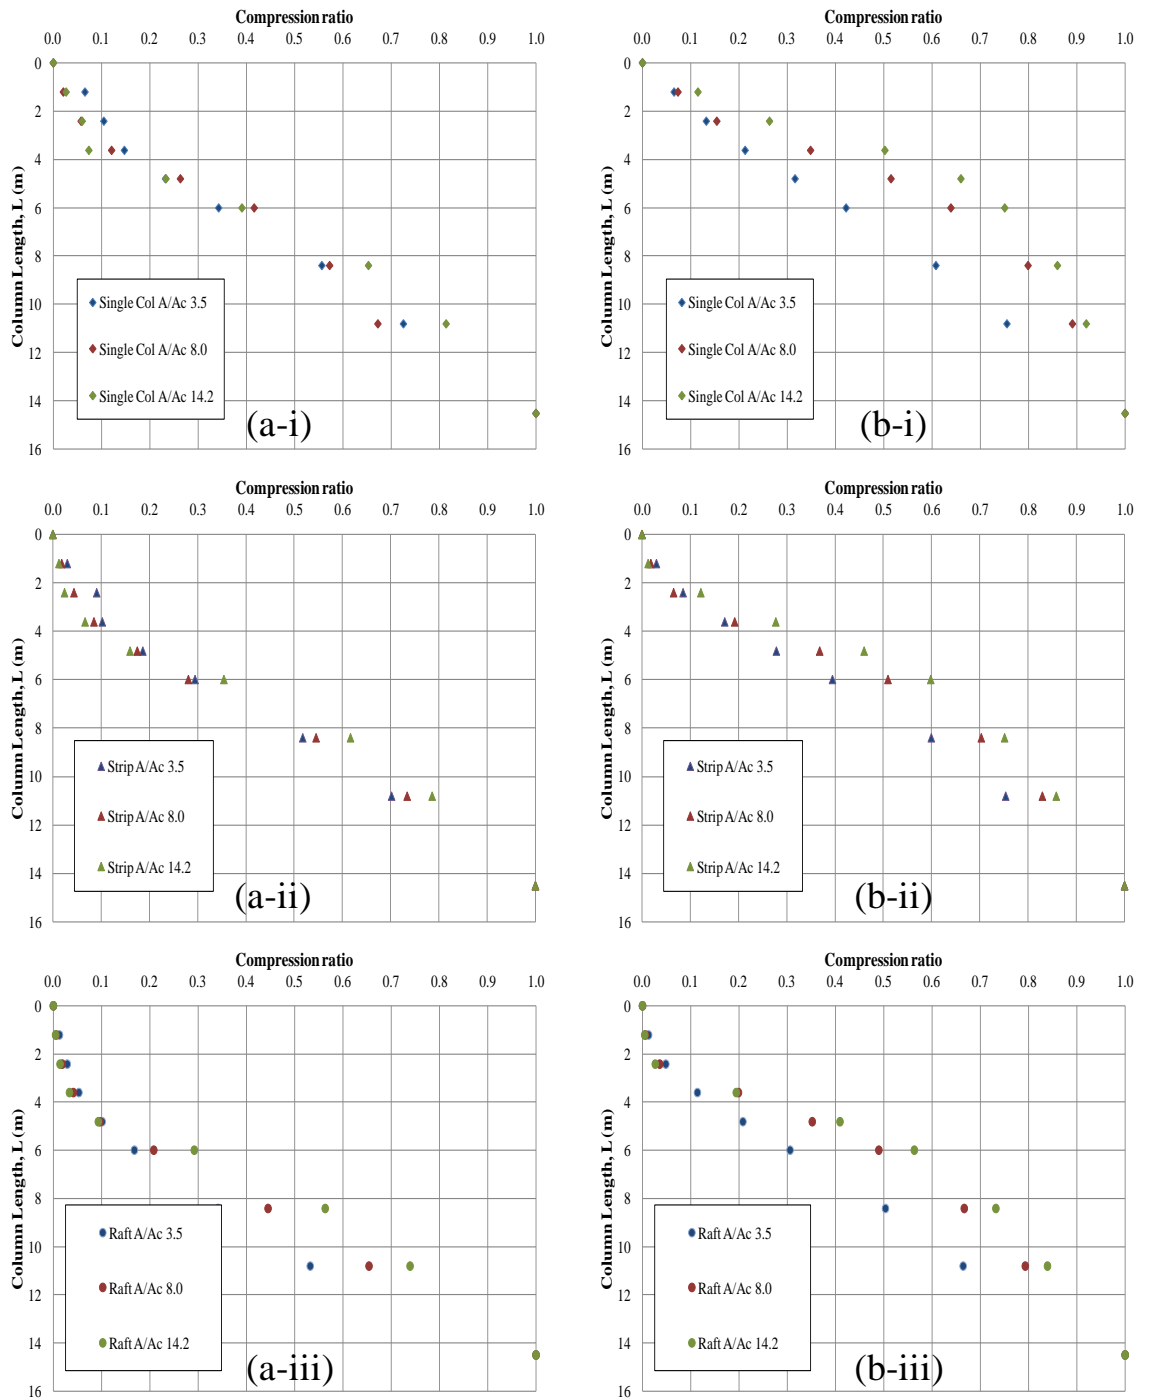 Compression ratio
0.0 0.1 0.2 0.3 0.4 0.5 0.6 0.7 0.8 0.9 1.0
0
2
4
6
8
10
12
14
16
Column Length, L (m)
Single Col A/Ac 3.5
Single Col A/Ac 8.0
Single Col A/Ac 14.2
(a-i)
Compression ratio
0.0 0.1 0.2 0.3 0.4 0.5 0.6 0.7 0.8 0.9 1.0
0
2
4
6
8
10
12
14
16
Column Length, L (m)
Single Col A/Ac 3.5
Single Col A/Ac 8.0
Single Col A/Ac 14.2
(b-i)
Compression ratio
0.0 0.1 0.2 0.3 0.4 0.5 0.6 0.7 0.8 0.9 1.0
0
2
4
6
8
10
12
14
16
Column Length, L (m)
Strip A/Ac 3.5
Strip A/Ac 8.0
Strip A/Ac 14.2
(a-ii)
Compression ratio
0.0 0.1 0.2 0.3 0.4 0.5 0.6 0.7 0.8 0.9 1.0
0
2
4
6
8
10
12
14
16
Column Length, L (m)
Strip A/Ac 3.5
Strip A/Ac 8.0
Strip A/Ac 14.2
(b-ii)
Compression ratio
0.0 0.1 0.2 0.3 0.4 0.5 0.6 0.7 0.8 0.9 1.0
0
2
4
6
8
10
12
14
16
Column Length, L (m)
Raft A/Ac 3.5
Raft A/Ac 8.0
Raft A/Ac 14.2
(a-iii)
Compression ratio
0.0 0.1 0.2 0.3 0.4 0.5 0.6 0.7 0.8 0.9 1.0
0
2
4
6
8
10
12
14
16
Column Length, L (m)
Raft A/Ac 3.5
Raft A/Ac 8.0
Raft A/Ac 14.2
(b-iii)